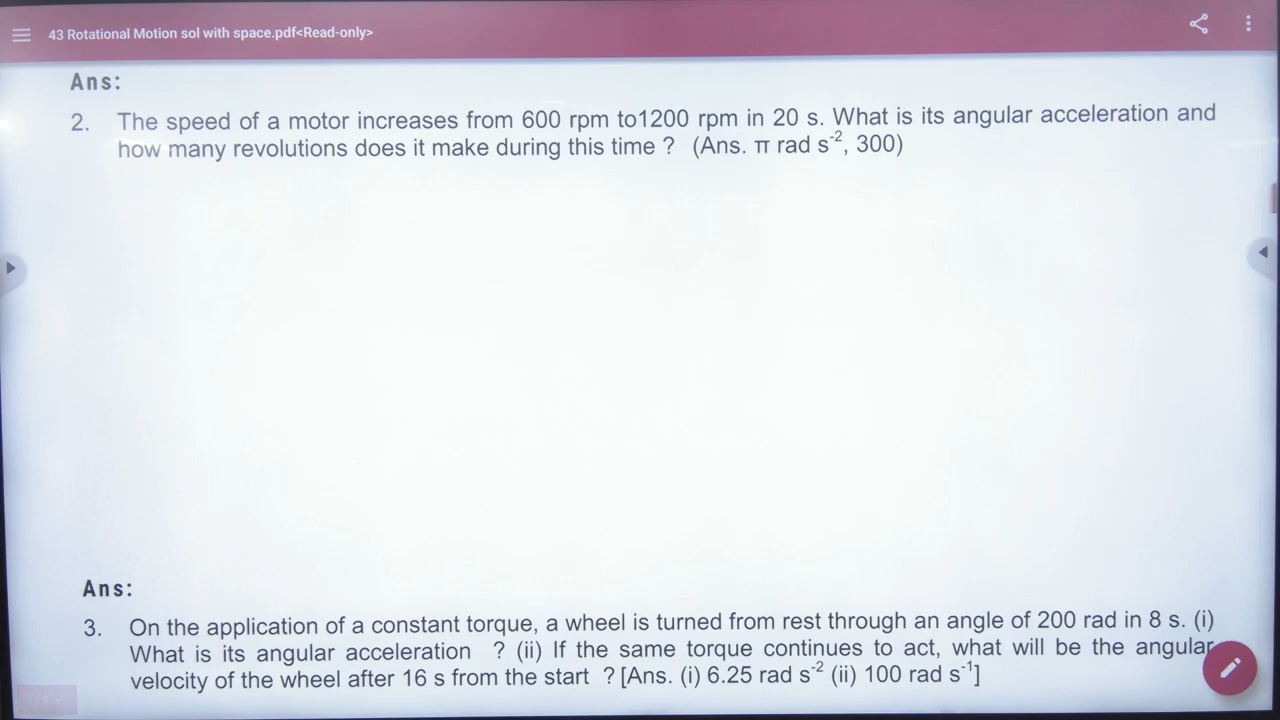 43 Rotational Motion sol with space.pdf<Read-only>
Ans:
2. The speed of a motor increases from 600 rpm to1200 rpm in 20 s. What is its angular acceleration and
how many revolutions does it make during this time ? (Ans. π rad s⁻², 300)
Ans:
3. On the application of a constant torque, a wheel is turned from rest through an angle of 200 rad in 8 s. (i)
What is its angular acceleration ? (ii) If the same torque continues to act, what will be the angular
velocity of the wheel after 16 s from the start ? [Ans. (i) 6.25 rad s⁻² (ii) 100 rad s⁻¹]